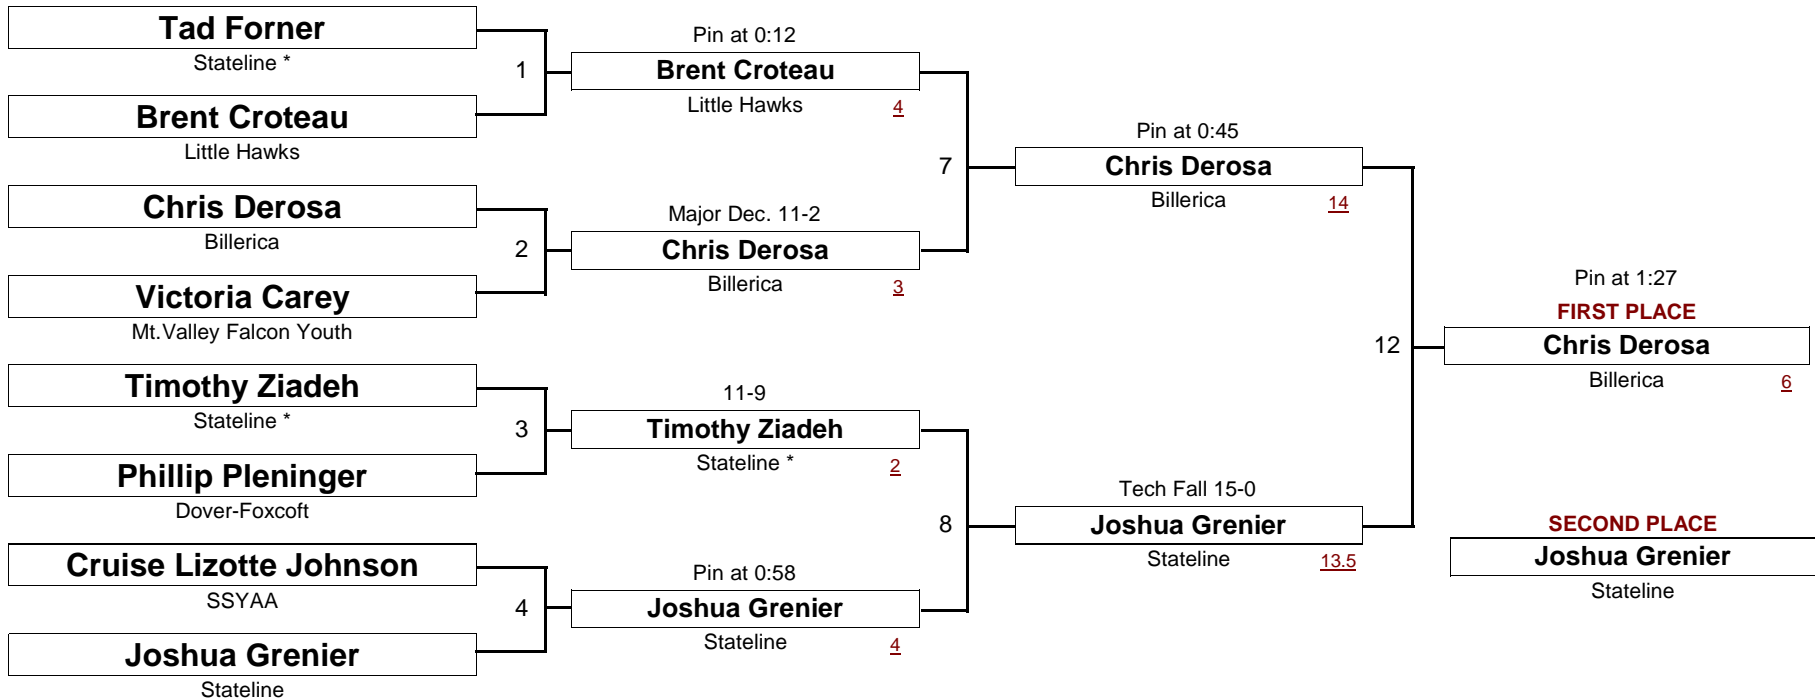 Tad Forner
Stateline *
1
Brent Croteau
Little Hawks
Chris Derosa
Billerica
2
Victoria Carey
Mt.Valley Falcon Youth
Timothy Ziadeh
Stateline *
3
Phillip Pleninger
Dover-Foxcoft
Cruise Lizotte Johnson
SSYAA
4
Joshua Grenier
Stateline
Pin at 0:12
Brent Croteau
Little Hawks 4
7
Major Dec. 11-2
Chris Derosa
Billerica 3
11-9
Timothy Ziadeh
Stateline * 2
8
Pin at 0:58
Joshua Grenier
Stateline 4
Pin at 0:45
Chris Derosa
Billerica 14
12
Tech Fall 15-0
Joshua Grenier
Stateline 13.5
Pin at 1:27
FIRST PLACE
Chris Derosa
Billerica 6
SECOND PLACE
Joshua Grenier
Stateline